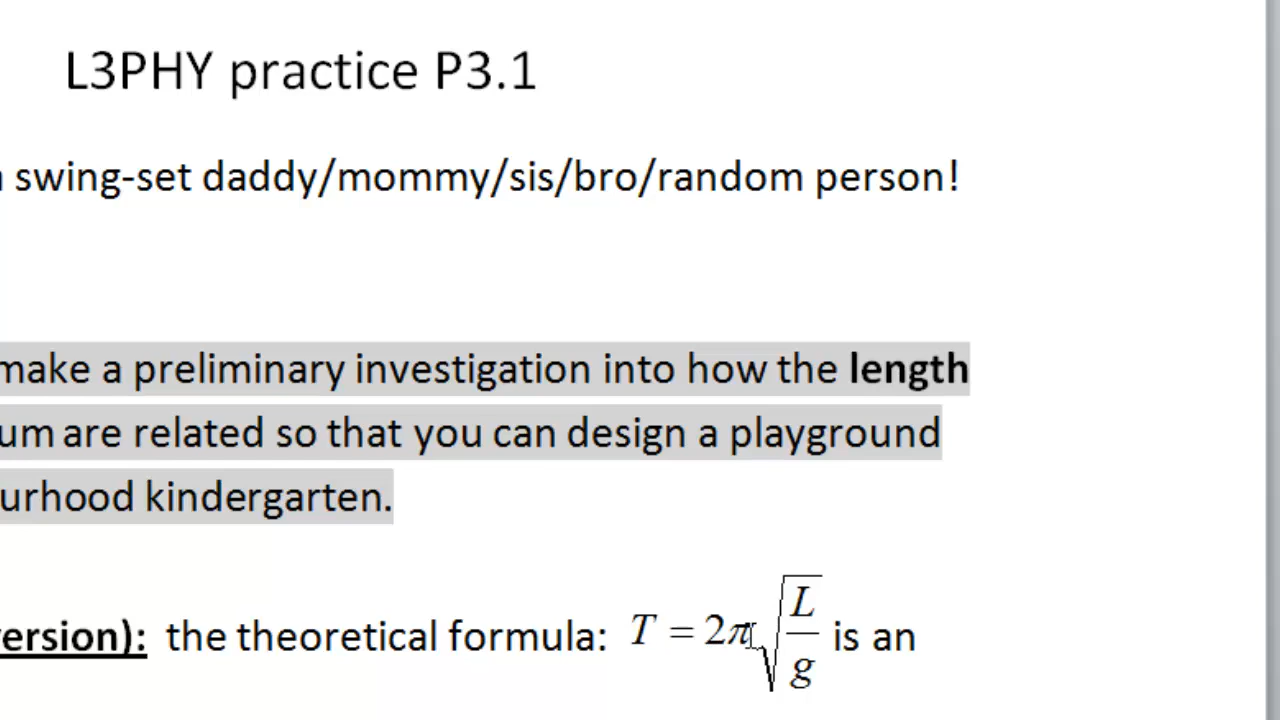 L3PHY practice P3.1
swing-set daddy/mommy/sis/bro/random person!
make a preliminary investigation into how the length
um are related so that you can design a playground
urhood kindergarten.
ersion): the theoretical formula: T = 2π√(L/g) is an